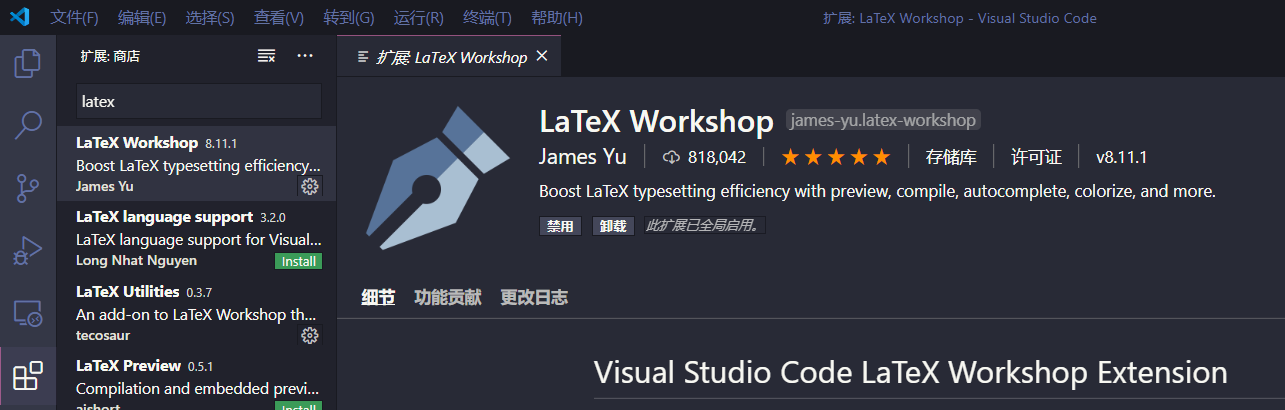 文件(F) 编辑(E) 选择(S) 查看(V) 转到(G) 运行(R) 终端(T) 帮助(H) 扩展: LaTeX Workshop - Visual Studio Code
扩展: 商店
扩展: LaTeX Workshop
latex
LaTeX Workshop 8.11.1
Boost LaTeX typesetting efficiency...
James Yu
LaTeX language support 3.2.0
LaTeX language support for Visual...
Long Nhat Nguyen Install
LaTeX Utilities 0.3.7
An add-on to LaTeX Workshop th...
tecosaur
LaTeX Preview 0.5.1
Compilation and embedded previ...
ajshort Install
LaTeX Workshop james-yu.latex-workshop
James Yu 818,042 存储库 许可证 v8.11.1
Boost LaTeX typesetting efficiency with preview, compile, autocomplete, colorize, and more.
禁用 卸载 此扩展已全局启用。
细节 功能贡献 更改日志
Visual Studio Code LaTeX Workshop Extension